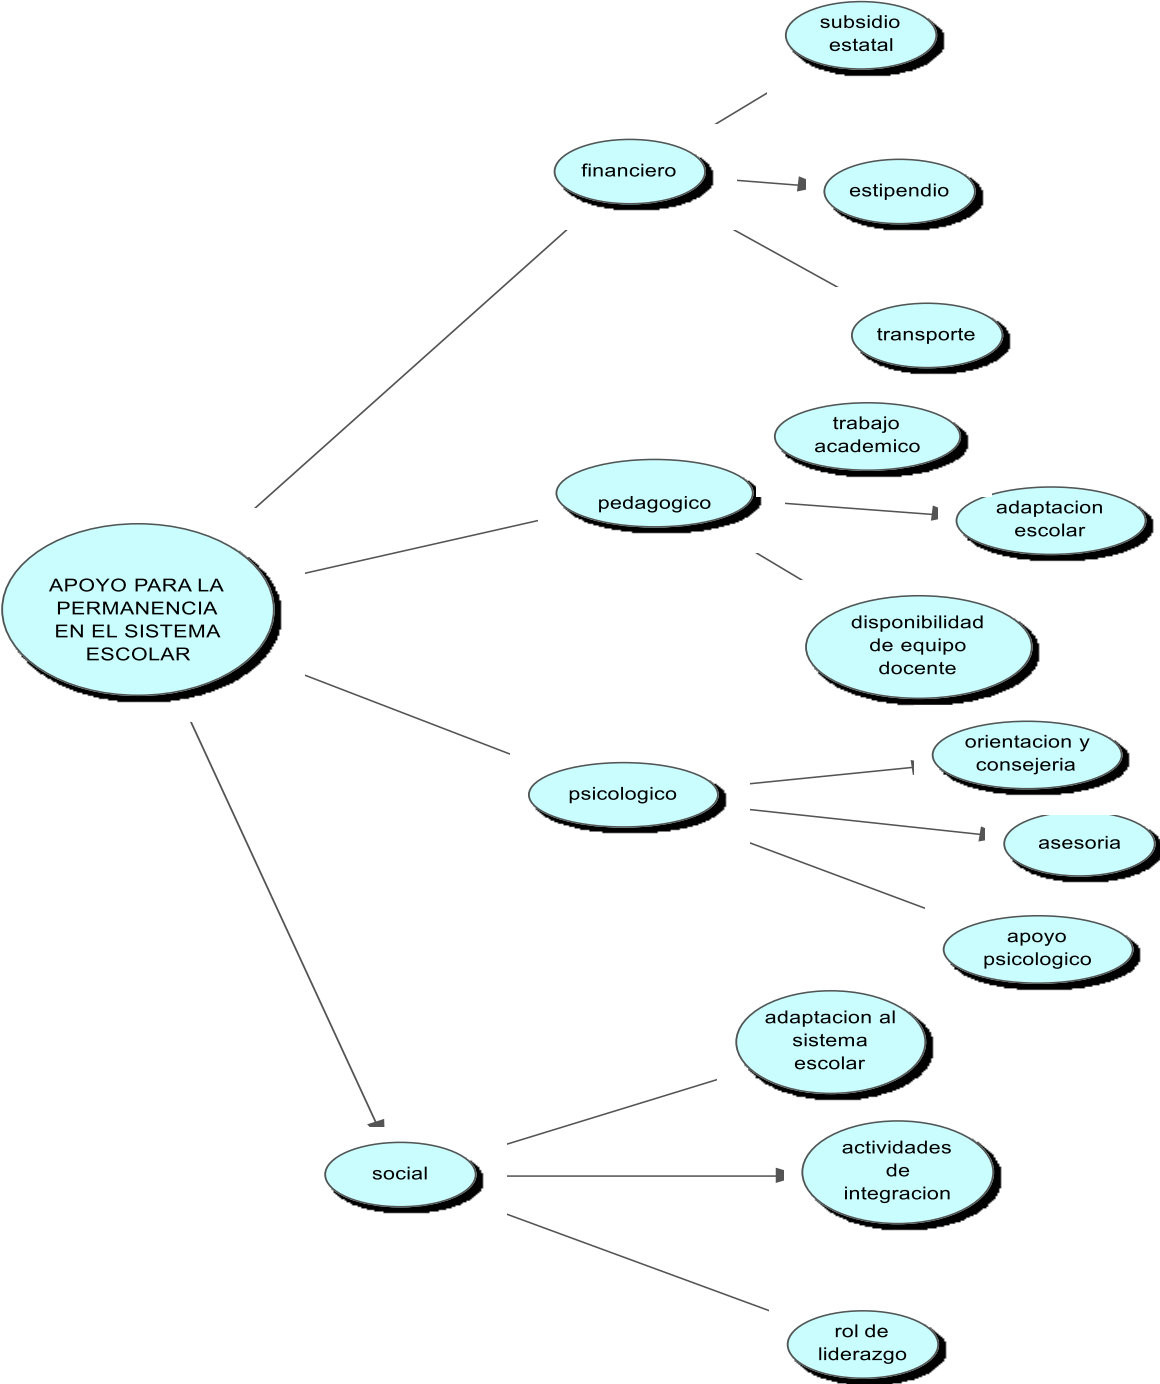 subsidio
estatal
financiero
estipendio
transporte
trabajo
academico
pedagogico
adaptacion
escolar
APOYO PARA LA
PERMANENCIA
EN EL SISTEMA
ESCOLAR
disponibilidad
de equipo
docente
orientacion y
consejeria
psicologico
asesoria
apoyo
psicologico
adaptacion al
sistema
escolar
social
actividades
de
integracion
rol de
liderazgo